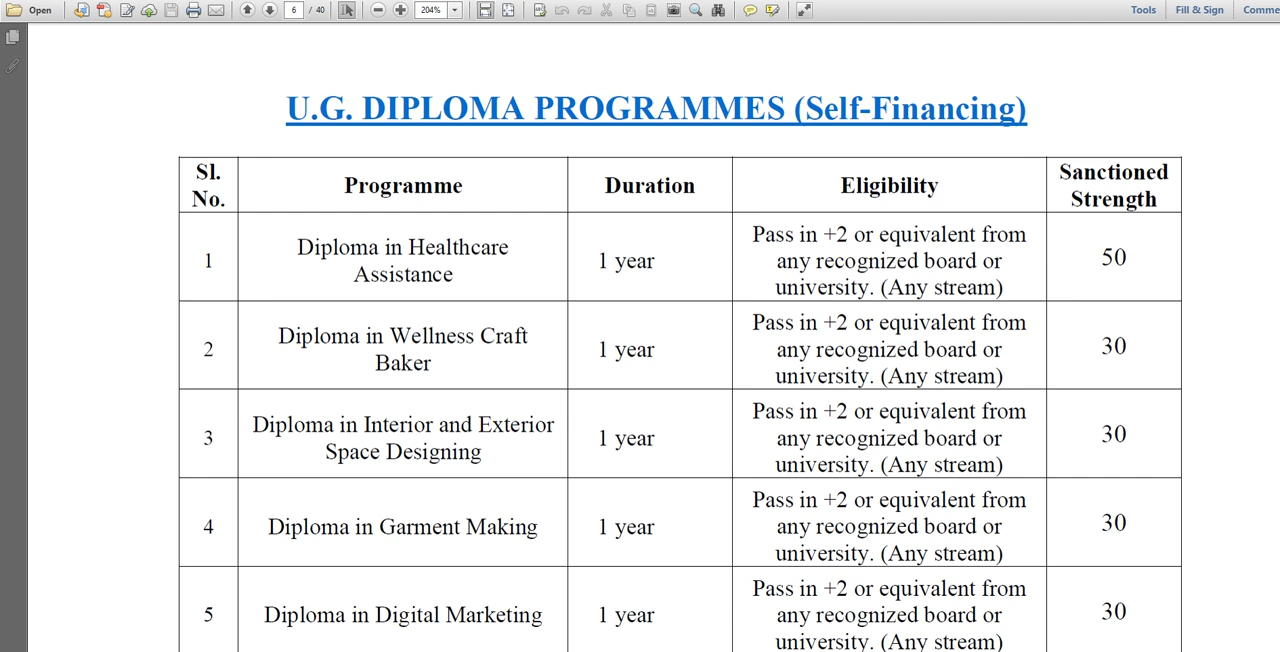 Open
6 / 40
204%
Tools
Fill & Sign
Comme
U.G. DIPLOMA PROGRAMMES (Self-Financing)
Sl. No.
Programme
Duration
Eligibility
Sanctioned Strength
1
Diploma in Healthcare
Assistance
1 year
Pass in +2 or equivalent from
any recognized board or
university. (Any stream)
50
2
Diploma in Wellness Craft
Baker
1 year
Pass in +2 or equivalent from
any recognized board or
university. (Any stream)
30
3
Diploma in Interior and Exterior
Space Designing
1 year
Pass in +2 or equivalent from
any recognized board or
university. (Any stream)
30
4
Diploma in Garment Making
1 year
Pass in +2 or equivalent from
any recognized board or
university. (Any stream)
30
5
Diploma in Digital Marketing
1 year
Pass in +2 or equivalent from
any recognized board or
university. (Any stream)
30